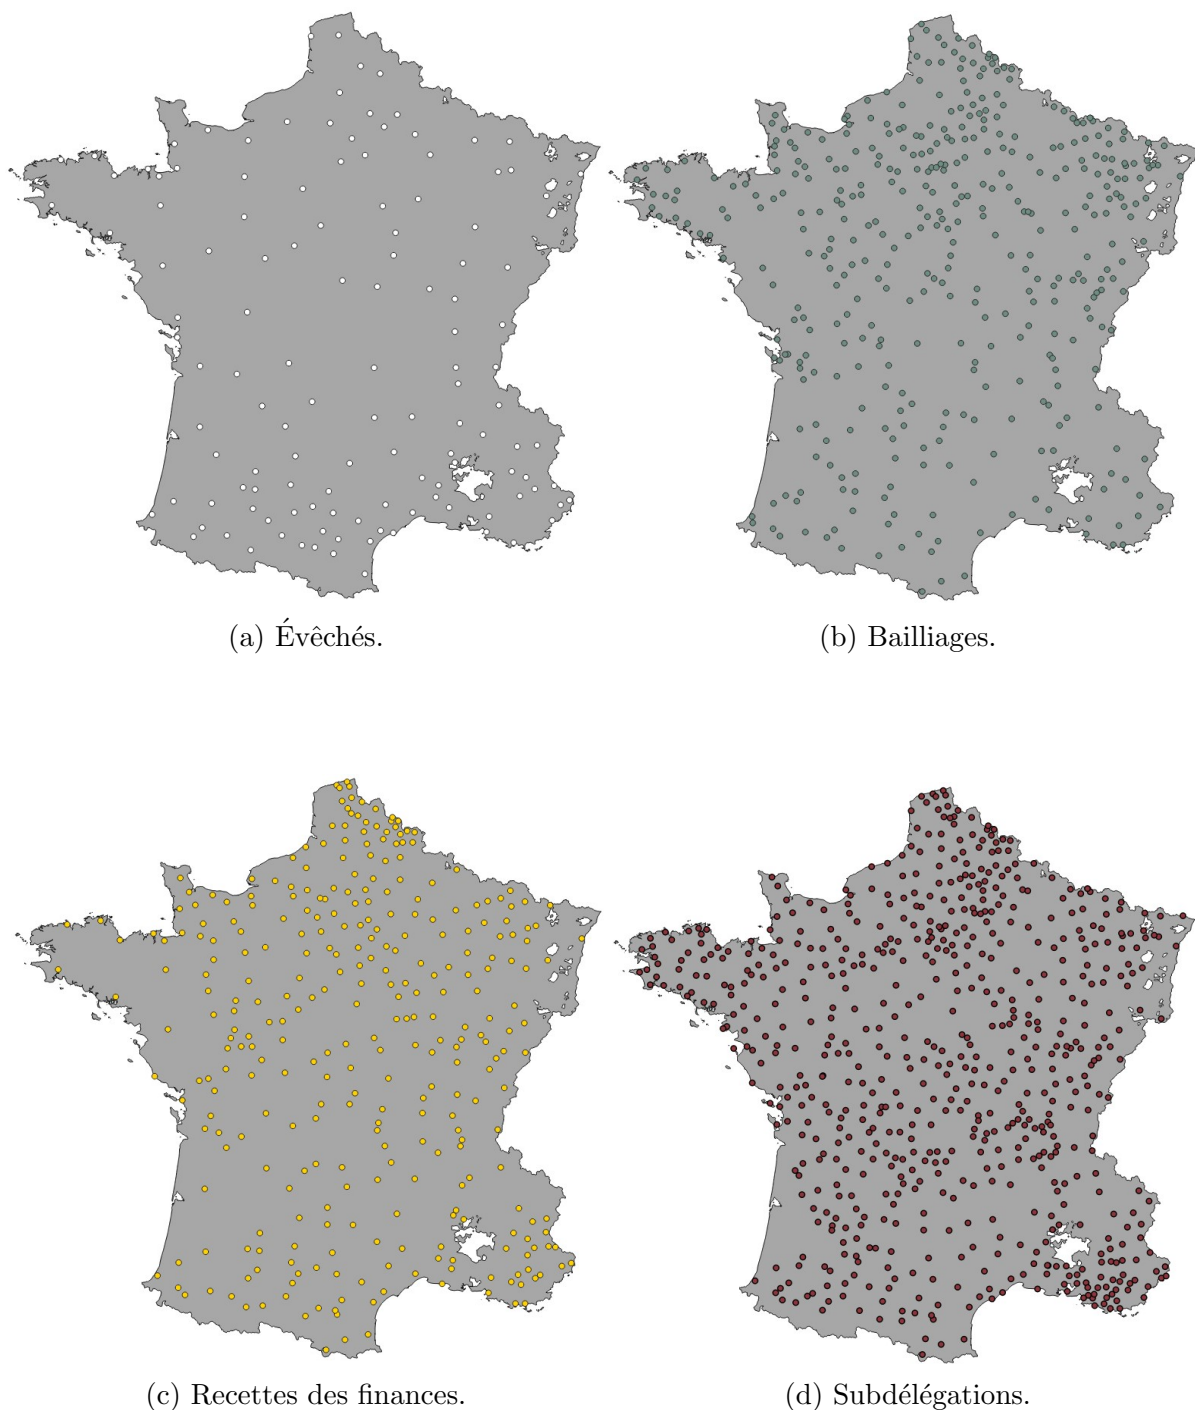 (a) Évêchés.
(b) Bailliages.
(c) Recettes des finances.
(d) Subdélégations.